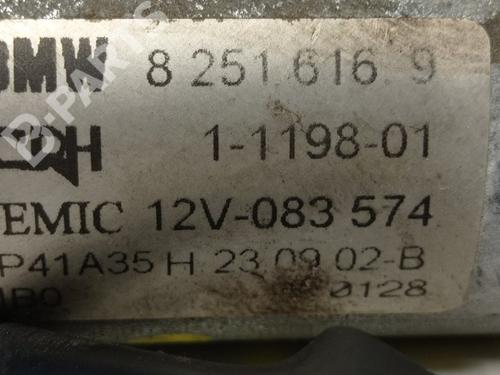 BMW 8 251 616 9
1-1198-01
TEMIC 12V-083 574
P41A35 H 23 09 02-B
0128
B-Parts